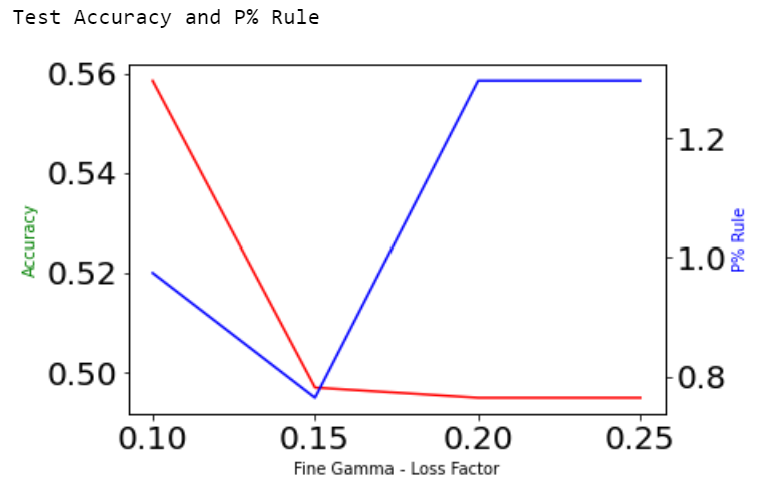 Test Accuracy and P% Rule
0.56
0.54
0.52
0.50
Accuracy
1.2
1.0
0.8
P% Rule
0.10 0.15 0.20 0.25
Fine Gamma - Loss Factor